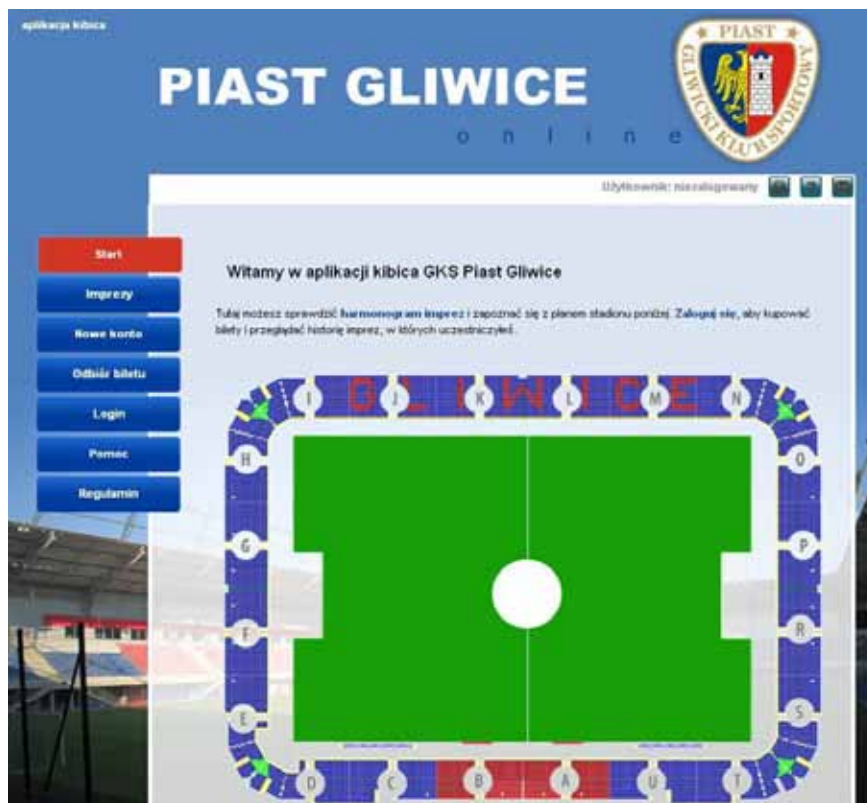 aplikacja kibica
PIAST GLIWICE
online
PIAST
GLIWICKI KLUB SPORTOWY
Użytkownik: niezalogowany
Start
Imprezy
Nowe konto
Odbiór biletu
Login
Pomoc
Regulamin
Witamy w aplikacji kibica GKS Piast Gliwice
Tutaj możesz sprawdzić harmonogram imprez i zapoznać się z planem stadionu poniżej. Zaloguj się, aby kupować
bilety i przeglądać historię imprez, w których uczestniczyłeś.
GLIWICE
I J K L M N
H O
G P
F R
E S
D C B A U T